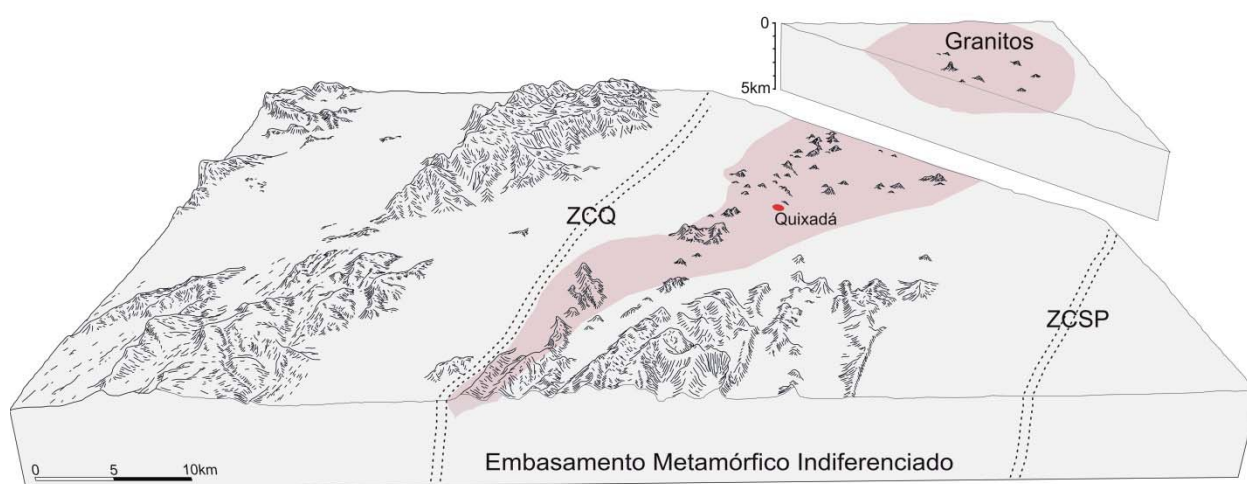 0
Granitos
5km
ZCQ
Quixadá
ZCSP
Embasamento Metamórfico Indiferenciado
0 5 10km